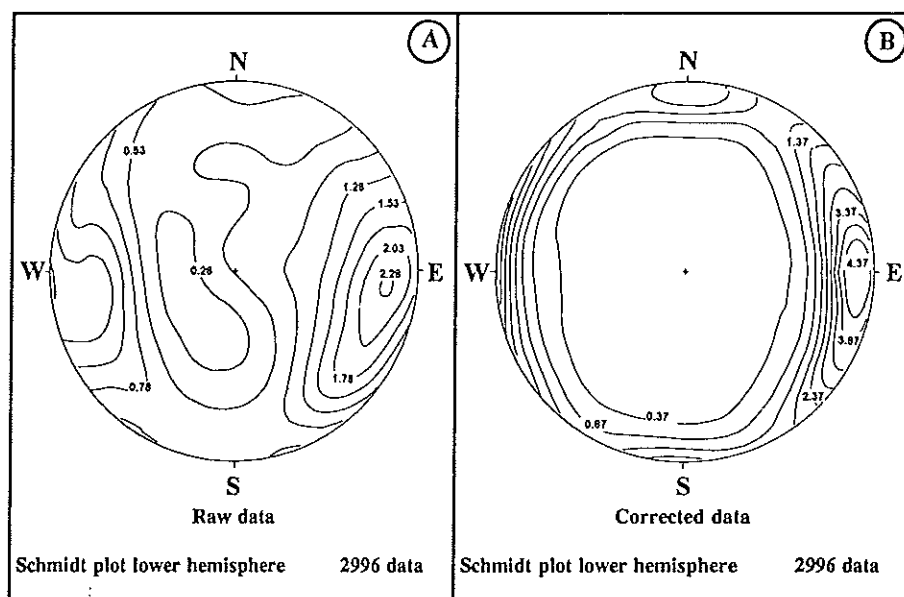 A
N
0.53
1.28
1.53
2.03
2.28
0.28
W
E
1.78
0.78
S
Raw data
Schmidt plot lower hemisphere 2996 data
B
N
1.37
3.37
4.37
W
E
3.87
2.37
0.37
0.87
S
Corrected data
Schmidt plot lower hemisphere 2996 data